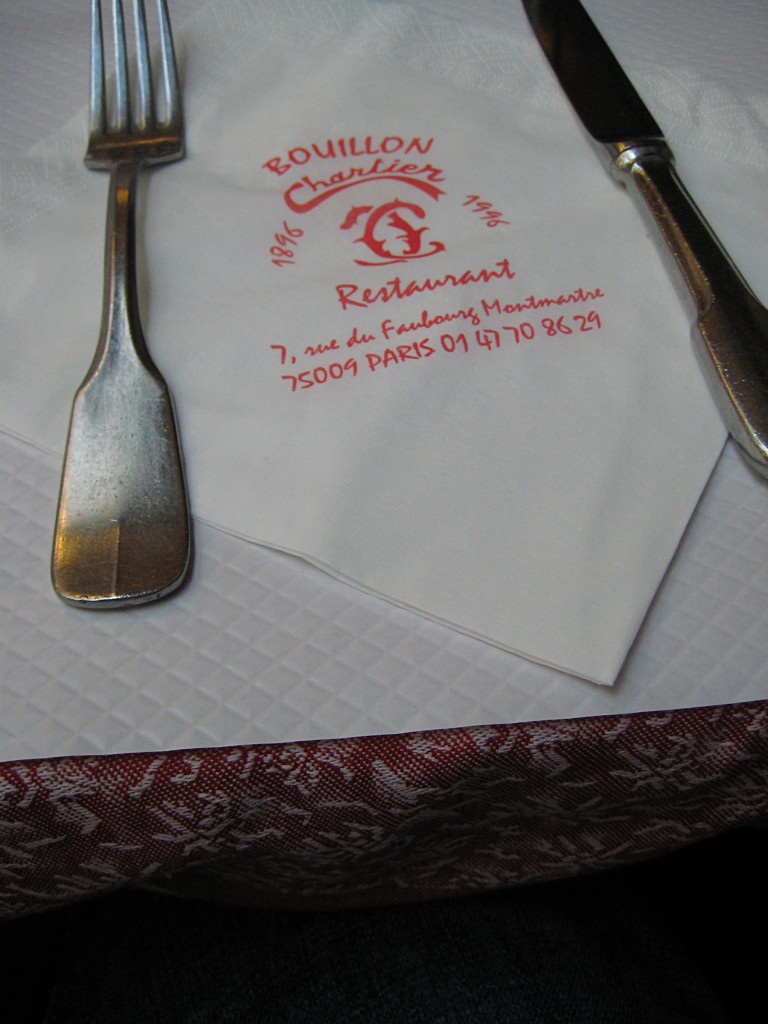 BOUILLON
Chartier
1896 1996
Restaurant
7, rue du Faubourg Montmartre
75009 PARIS 01 47 70 86 29